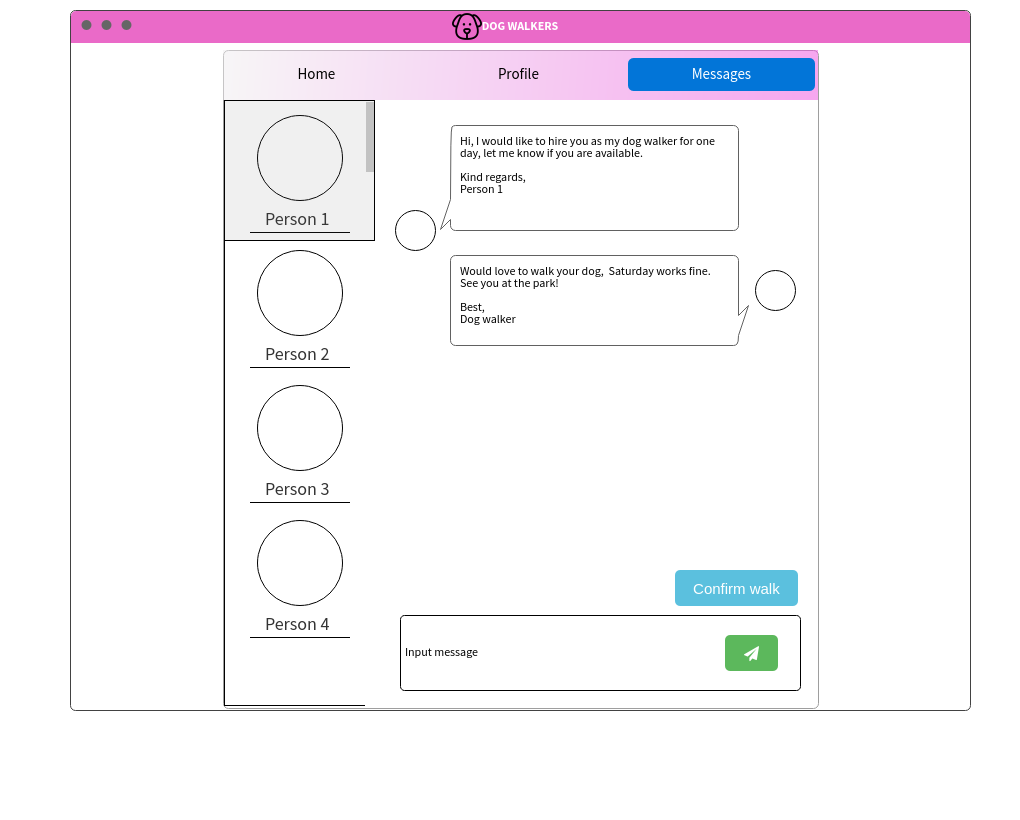 DOG WALKERS
Home
Profile
Messages
Person 1
Person 2
Person 3
Person 4
Hi, I would like to hire you as my dog walker for one
day, let me know if you are available.
Kind regards,
Person 1
Would love to walk your dog,  Saturday works fine.
See you at the park!
Best,
Dog walker
Confirm walk
Input message